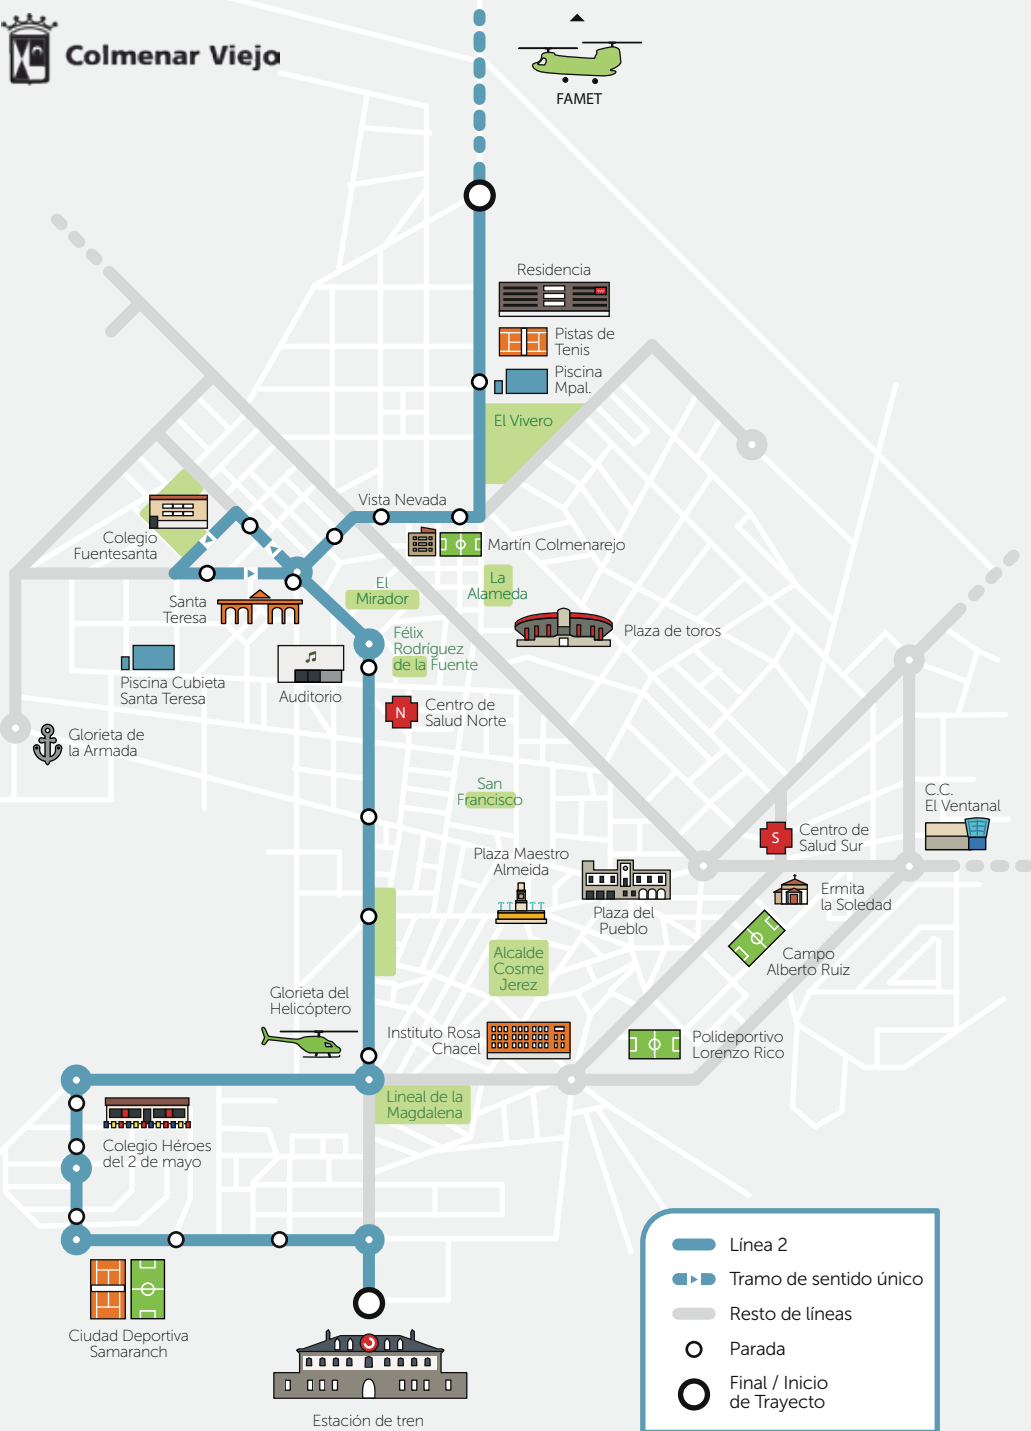 Colmenar Viejo
FAMET
Residencia
Pistas de
Tenis
Piscina
Mpal.
El Vivero
Vista Nevada
Colegio
Fuentesanta
Martín Colmenarejo
El
Mirador
La
Alameda
Santa
Teresa
Plaza de toros
Félix
Rodríguez
de la Fuente
Piscina Cubieta
Santa Teresa
Auditorio
N
Centro de
Salud Norte
Glorieta de
la Armada
San
Francisco
C.C.
El Ventanal
S
Centro de
Salud Sur
Plaza Maestro
Almeida
Plaza del
Pueblo
Ermita
la Soledad
Alcalde
Cosme
Jerez
Campo
Alberto Ruiz
Glorieta del
Helicóptero
Instituto Rosa
Chacel
Polideportivo
Lorenzo Rico
Lineal de la
Magdalena
Colegio Héroes
del 2 de mayo
Ciudad Deportiva
Samaranch
Estación de tren
Línea 2
Tramo de sentido único
Resto de líneas
Parada
Final / Inicio
de Trayecto